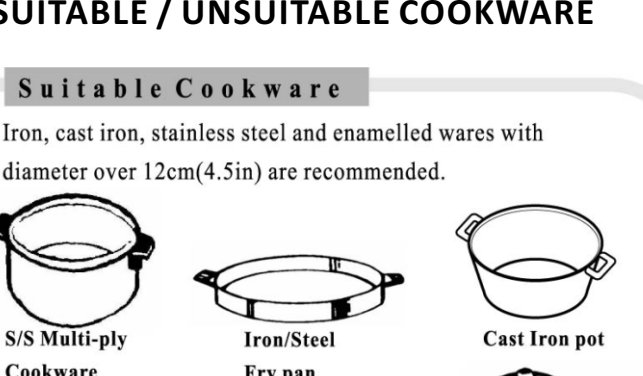 SUITABLE / UNSUITABLE COOKWARE
Suitable Cookware
Iron, cast iron, stainless steel and enamelled wares with
diameter over 12cm(4.5in) are recommended.
S/S Multi-ply
Cookware
Iron/Steel
Fry pan
Cast Iron pot